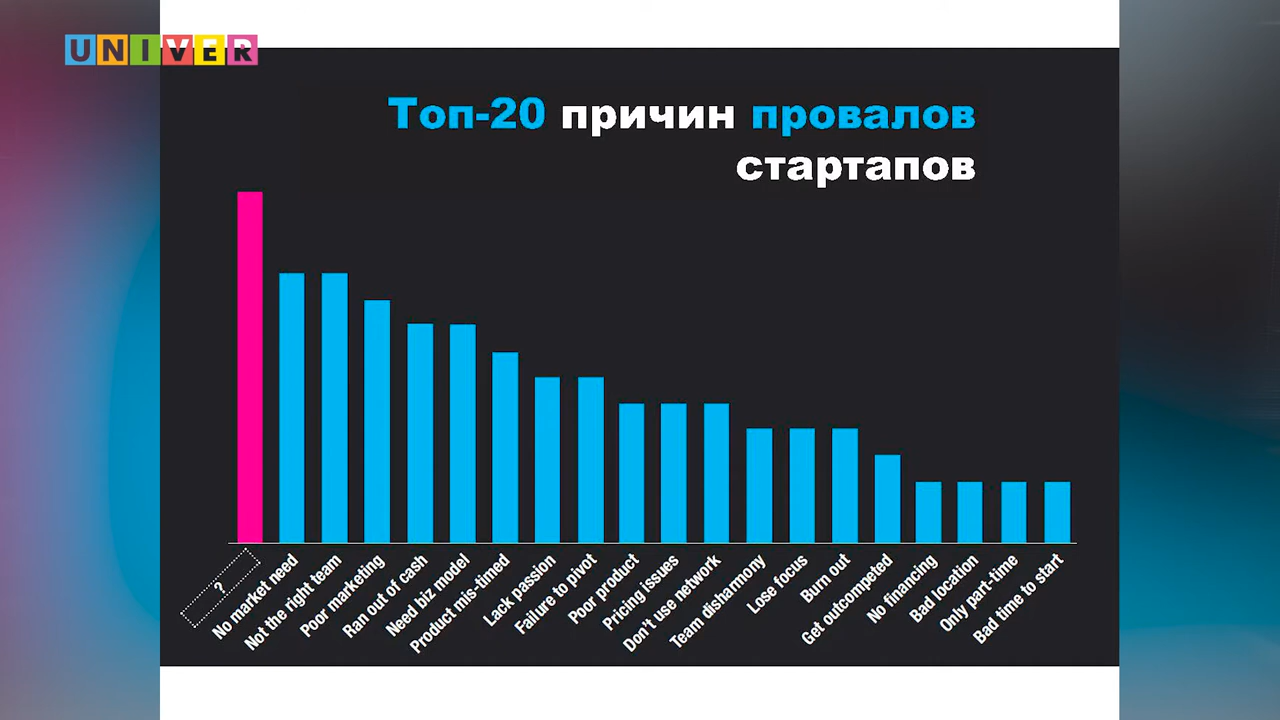 UNIVER
Топ-20 причин провалов
стартапов
?
No market need
Not the right team
Poor marketing
Ran out of cash
Need biz model
Product mis-timed
Lack passion
Failure to pivot
Poor product
Pricing issues
Don't use network
Team disharmony
Lose focus
Burn out
Get outcompeted
No financing
Bad location
Only part-time
Bad time to start